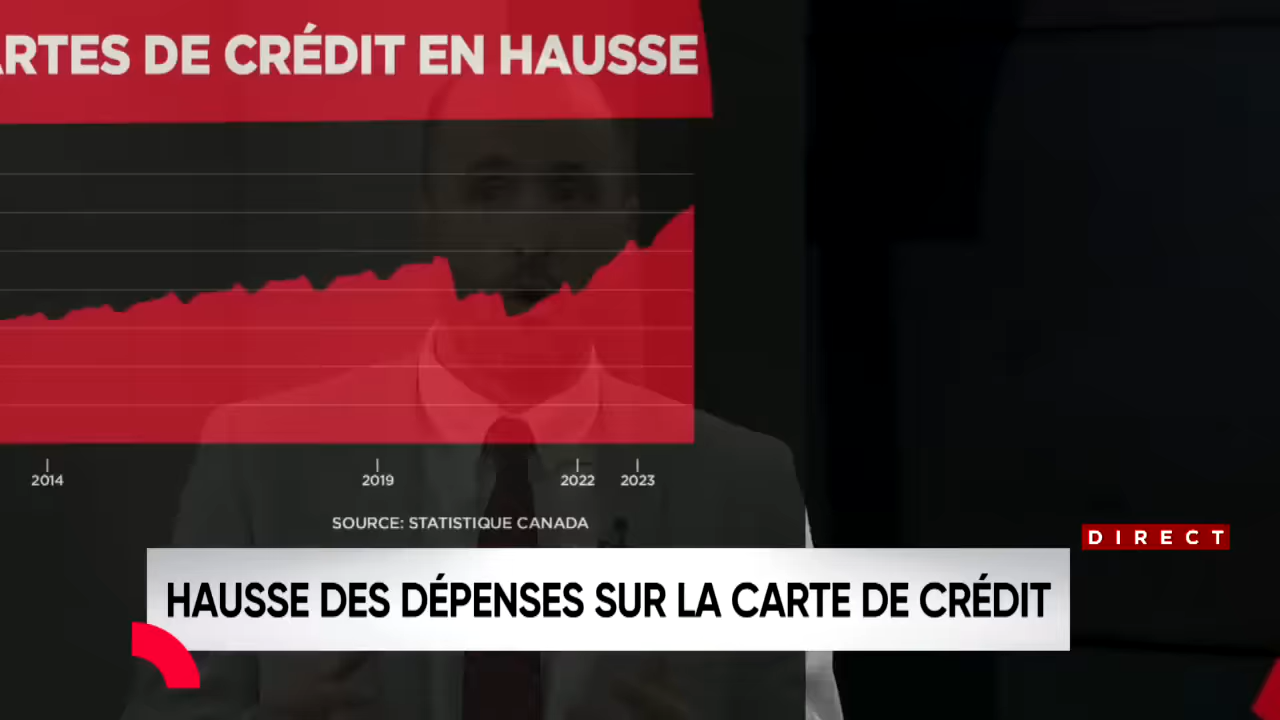 ARTES DE CRÉDIT EN HAUSSE
2014 2019 2022 2023
SOURCE: STATISTIQUE CANADA
DIRECT
HAUSSE DES DÉPENSES SUR LA CARTE DE CRÉDIT